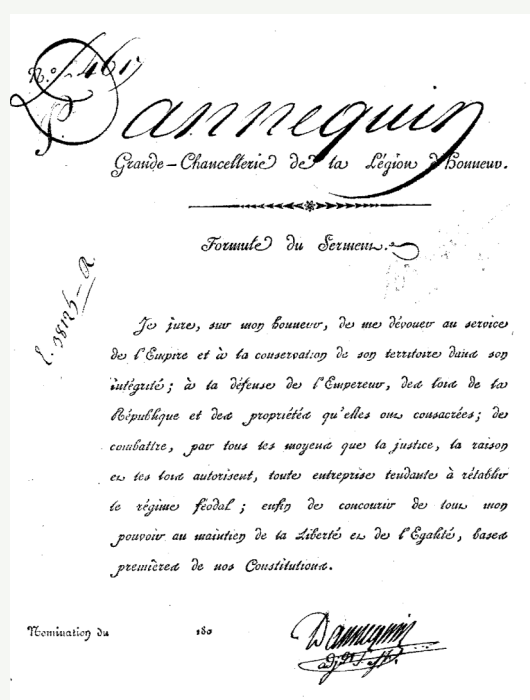 N.° 4617
Dannequin
Grande-Chancellerie de la Légion d'honneur.
Formule du Serment.
Je jure, sur mon honneur, de me dévouer au service
de l'Empire et à la conservation de son territoire dans son
intégrité; à la défense de l'Empereur, des lois de la
République et des propriétés qu'elles ont consacrées; de
combattre, par tous les moyens que la justice, la raison
et les lois autorisent, toute entreprise tendante à rétablir
le régime féodal; enfin de concourir de tout mon
pouvoir au maintien de la Liberté et de l'Egalité, bases
premières de nos Constitutions.
Nomination du 180
Dannequin